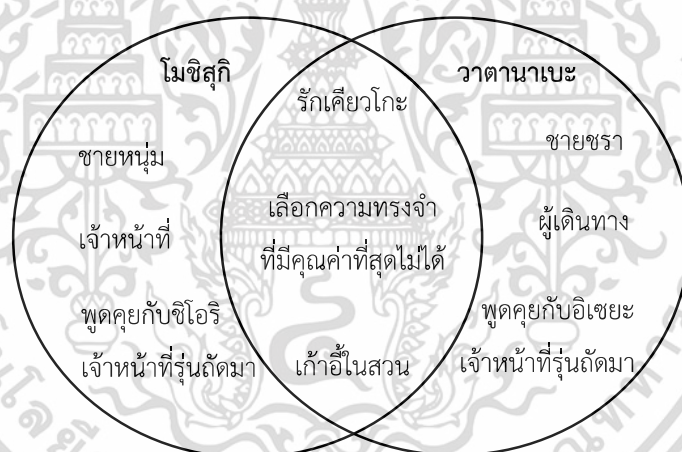 โมชิสุกิ
ชายหนุ่ม
เจ้าหน้าที่
พูดคุยกับชิโอริ
เจ้าหน้าที่รุ่นถัดมา
รักเคียวโกะ
เลือกความทรงจำ
ที่มีคุณค่าที่สุดไม่ได้
เก้าอี้ในสวน
วาตานาเบะ
ชายชรา
ผู้เดินทาง
พูดคุยกับอิเซยะ
เจ้าหน้าที่รุ่นถัดมา